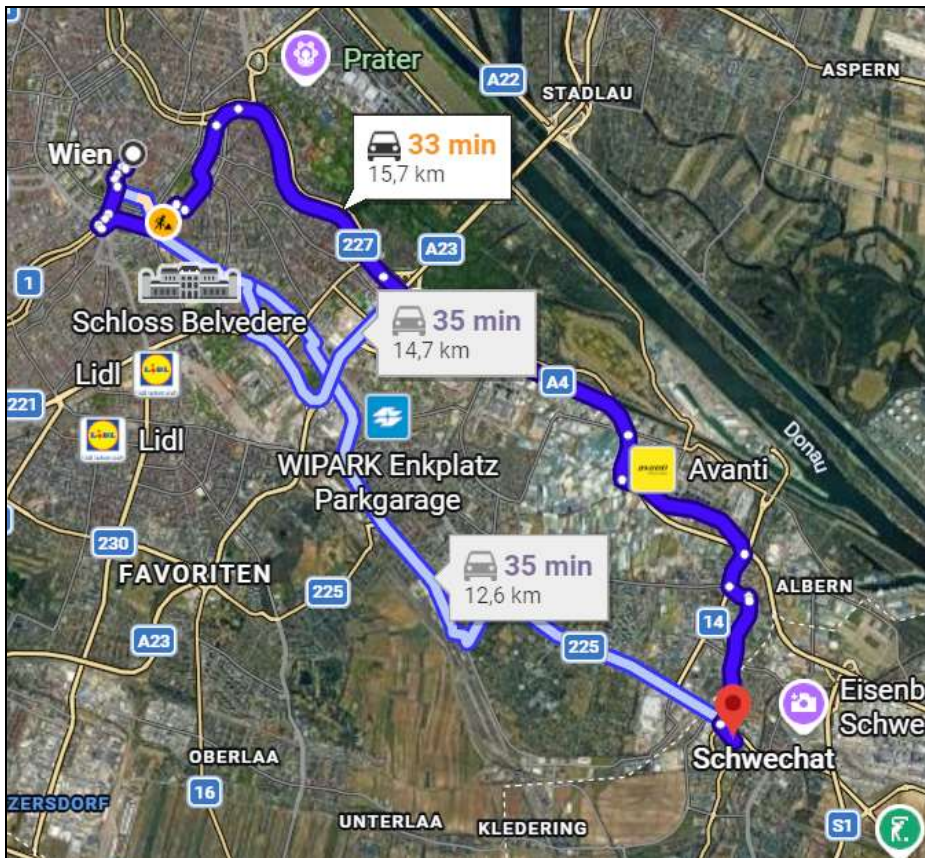 Prater
A22
ASPERN
STADLAU
Wien
33 min
15,7 km
227
A23
1
Schloss Belvedere
35 min
14,7 km
Lidl
A4
221
Lidl
Donau
WIPARK Enkplatz
Parkgarage
Avanti
230
FAVORITEN
35 min
12,6 km
225
ALBERN
A23
14
225
Eisenb
Schwe
Schwechat
OBERLAA
16
ZERSDORF
UNTERLAA
KLEDERING
S1